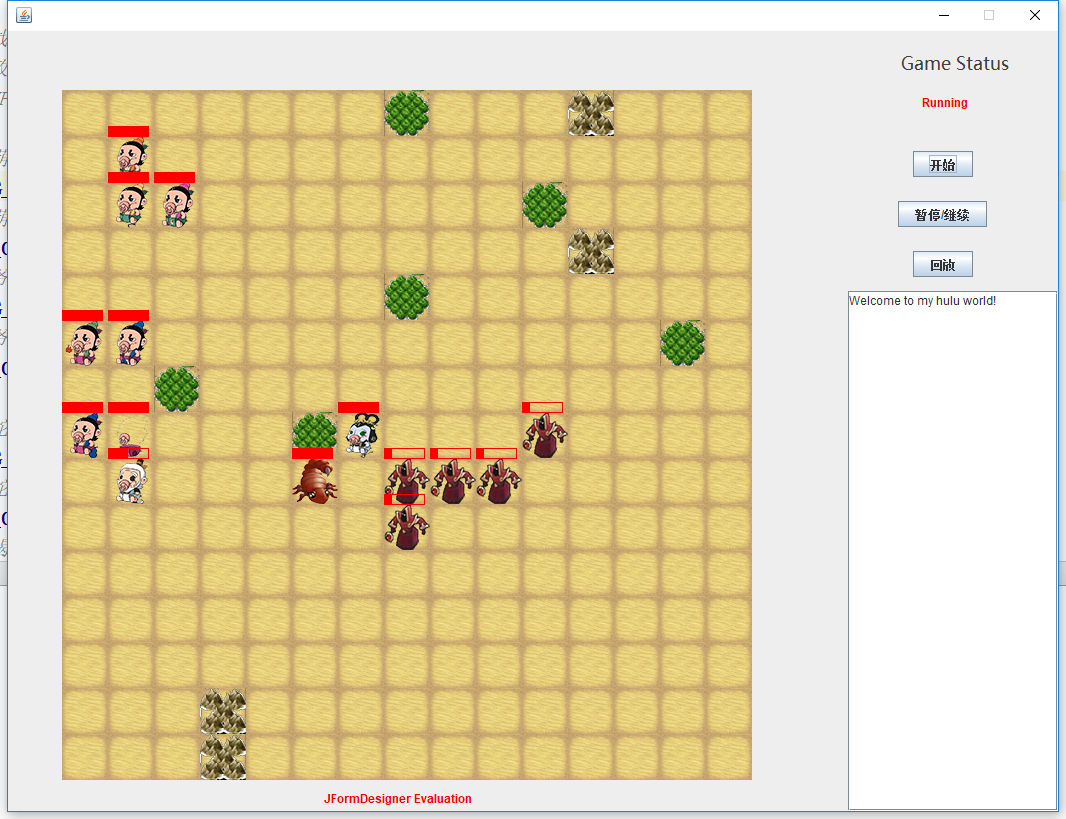 Game Status
Running
开始
暂停/继续
回放
Welcome to my hulu world!
JFormDesigner Evaluation